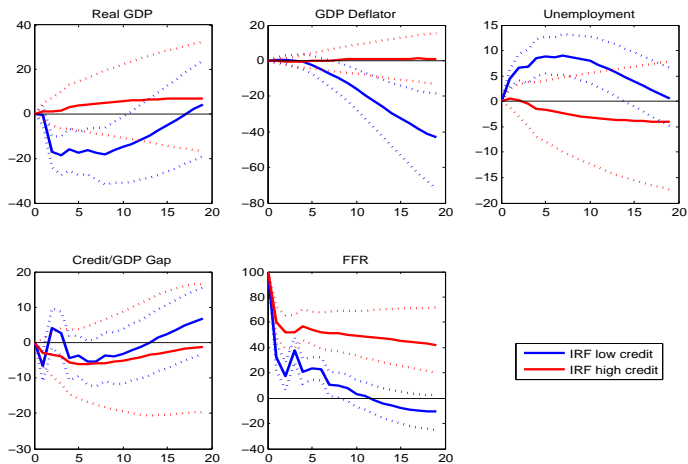 Real GDP
GDP Deflator
Unemployment
40
20
0
−20
−40
0 5 10 15 20
40
20
0
−20
−40
−60
−80
0 5 10 15 20
15
10
5
0
−5
−10
−15
−20
0 5 10 15 20
Credit/GDP Gap
FFR
20
10
0
−10
−20
−30
0 5 10 15 20
100
80
60
40
20
0
−20
−40
0 5 10 15 20
IRF low credit
IRF high credit